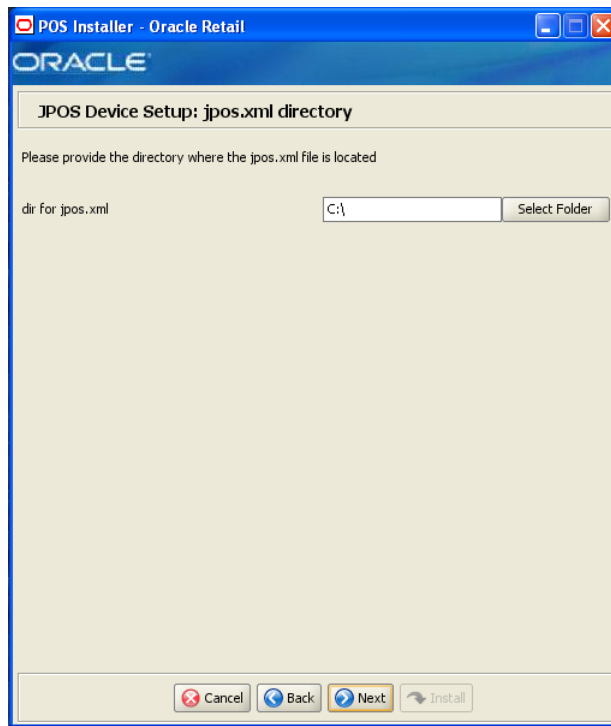 POS Installer - Oracle Retail
ORACLE
JPOS Device Setup: jpos.xml directory
Please provide the directory where the jpos.xml file is located
dir for jpos.xml C:\ Select Folder
Cancel Back Next Install